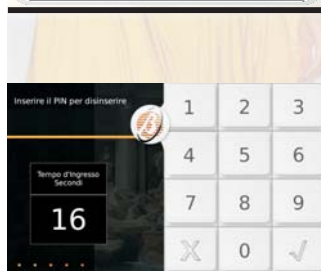 Inserire il PIN per disinserire
1 2 3
4 5 6
Tempo d'Ingresso
Secondi
16
7 8 9
X 0 √